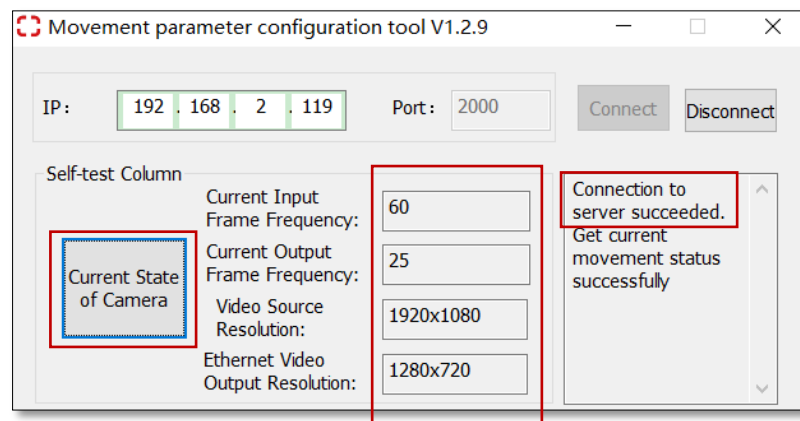 Movement parameter configuration tool V1.2.9
IP: 192 . 168 . 2 . 119 Port: 2000 Connect Disconnect
Self-test Column
Current State
of Camera
Current Input
Frame Frequency:
60
Current Output
Frame Frequency:
25
Video Source
Resolution:
1920x1080
Ethernet Video
Output Resolution:
1280x720
Connection to
server succeeded.
Get current
movement status
successfully